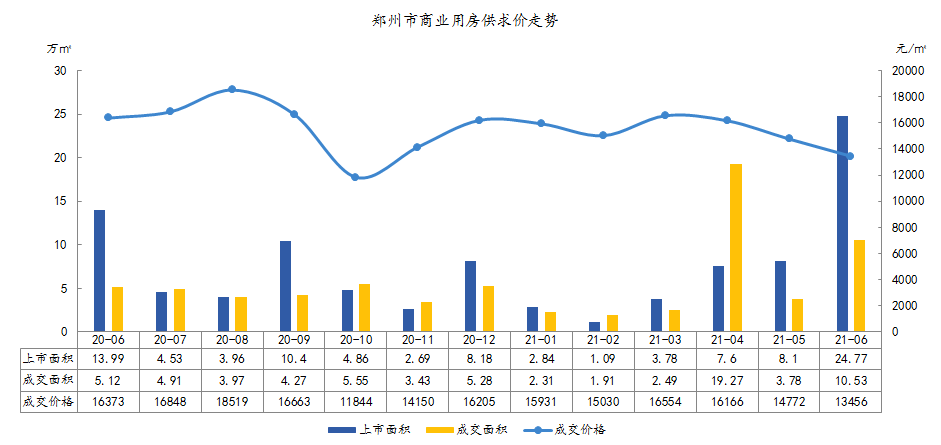 郑州市商业用房供求价走势
万㎡ 元/㎡
30 20000
25 18000
20 16000
15 14000
10 12000
5 10000
0 8000
6000
4000
2000
0
20-06 20-07 20-08 20-09 20-10 20-11 20-12 21-01 21-02 21-03 21-04 21-05 21-06
上市面积 13.99 4.53 3.96 10.4 4.86 2.69 8.18 2.84 1.09 3.78 7.6 8.1 24.77
成交面积 5.12 4.91 3.97 4.27 5.55 3.43 5.28 2.31 1.91 2.49 19.27 3.78 10.53
成交价格 16373 16848 18519 16663 11844 14150 16205 15931 15030 16554 16166 14772 13456
上市面积 成交面积 成交价格